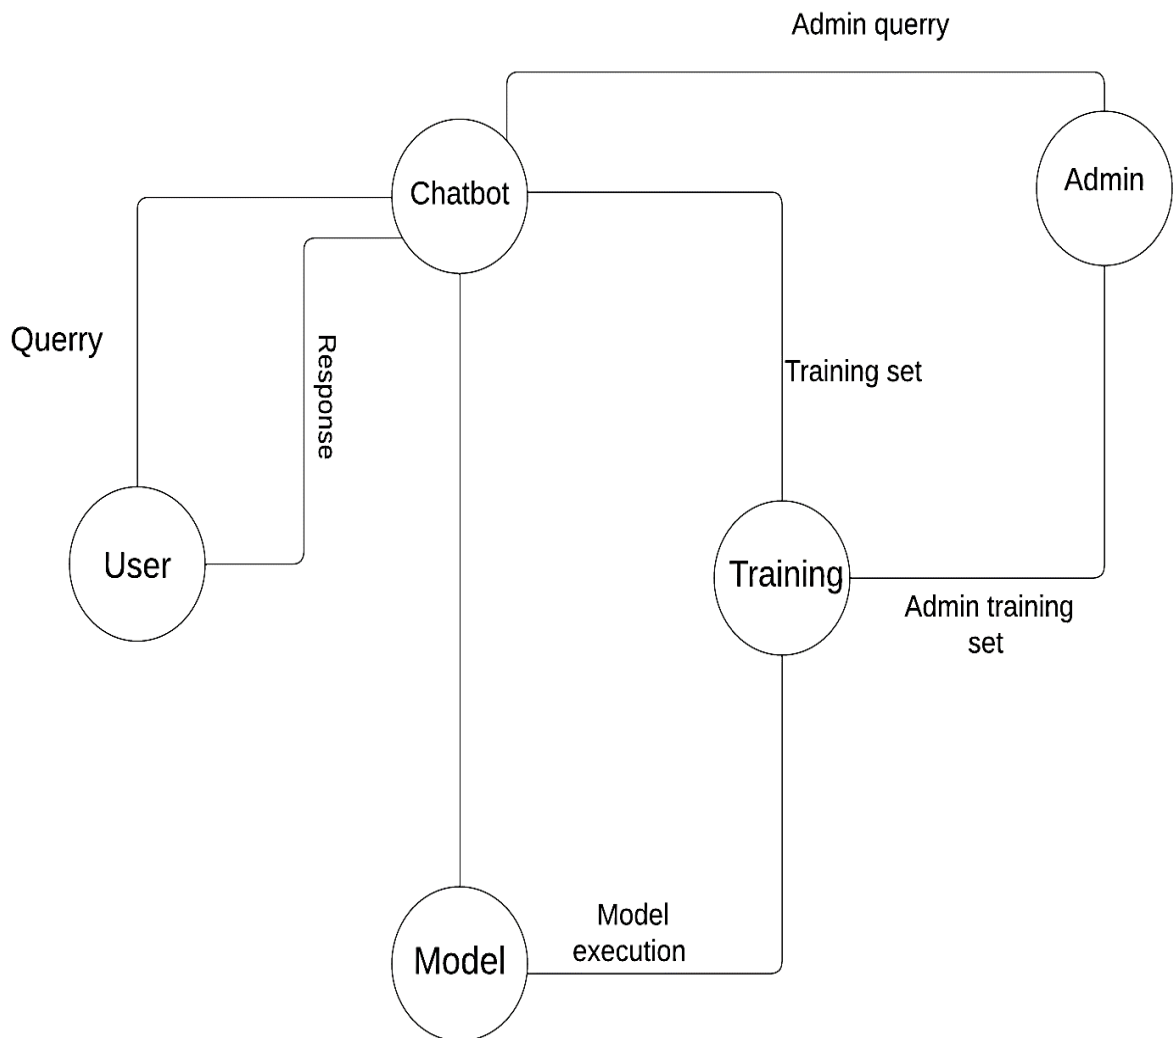 Admin querry
Admin
Chatbot
Querry
Response
Training set
User
Training
Admin training
set
Model
execution
Model